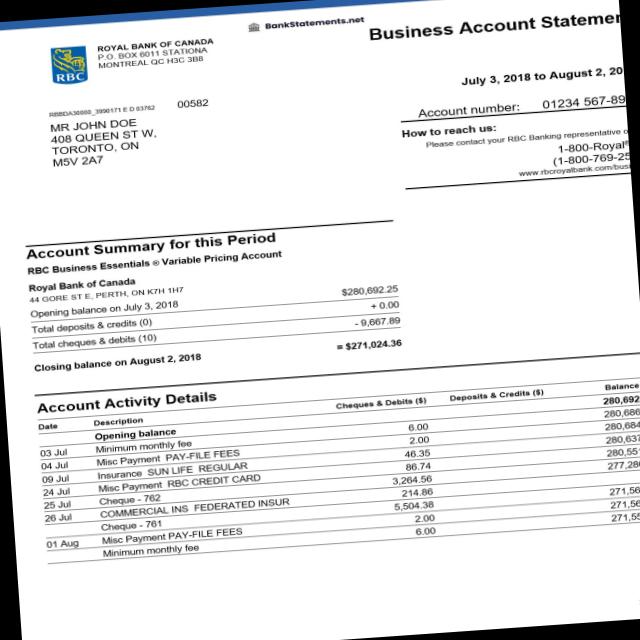 BankStatements.net
Business Account Statemen
ROYAL BANK OF CANADA
P.O. BOX 6011 STATIONA
MONTREAL QC H3C 3B8
RBC
July 3, 2018 to August 2, 20
RBBDA30000_3990171 E D 03762 00582
Account number: 01234 567-89
MR JOHN DOE
408 QUEEN ST W,
TORONTO, ON
M5V 2A7
How to reach us:
Please contact your RBC Banking representative o
1-800-Royal®
(1-800-769-25
www.rbcroyalbank.com/busi
Account Summary for this Period
RBC Business Essentials ® Variable Pricing Account
Royal Bank of Canada
44 GORE ST E, PERTH, ON K7H 1H7
Opening balance on July 3, 2018 $280,692.25
Total deposits & credits (0) + 0.00
Total cheques & debits (10) - 9,667.89
Closing balance on August 2, 2018 = $271,024.36
Account Activity Details
Date Description Cheques & Debits ($) Deposits & Credits ($) Balance
Opening balance 280,692
03 Jul Minimum monthly fee 6.00 280,686
04 Jul Misc Payment PAY-FILE FEES 2.00 280,684
09 Jul Insurance SUN LIFE REGULAR 46.35 280,637
24 Jul Misc Payment RBC CREDIT CARD 86.74 280,551
25 Jul Cheque - 762 3,264.56 277,286
26 Jul COMMERCIAL INS FEDERATED INSUR 214.86
Cheque - 761 5,504.38 271,56
01 Aug Misc Payment PAY-FILE FEES 2.00 271,56
Minimum monthly fee 6.00 271,55